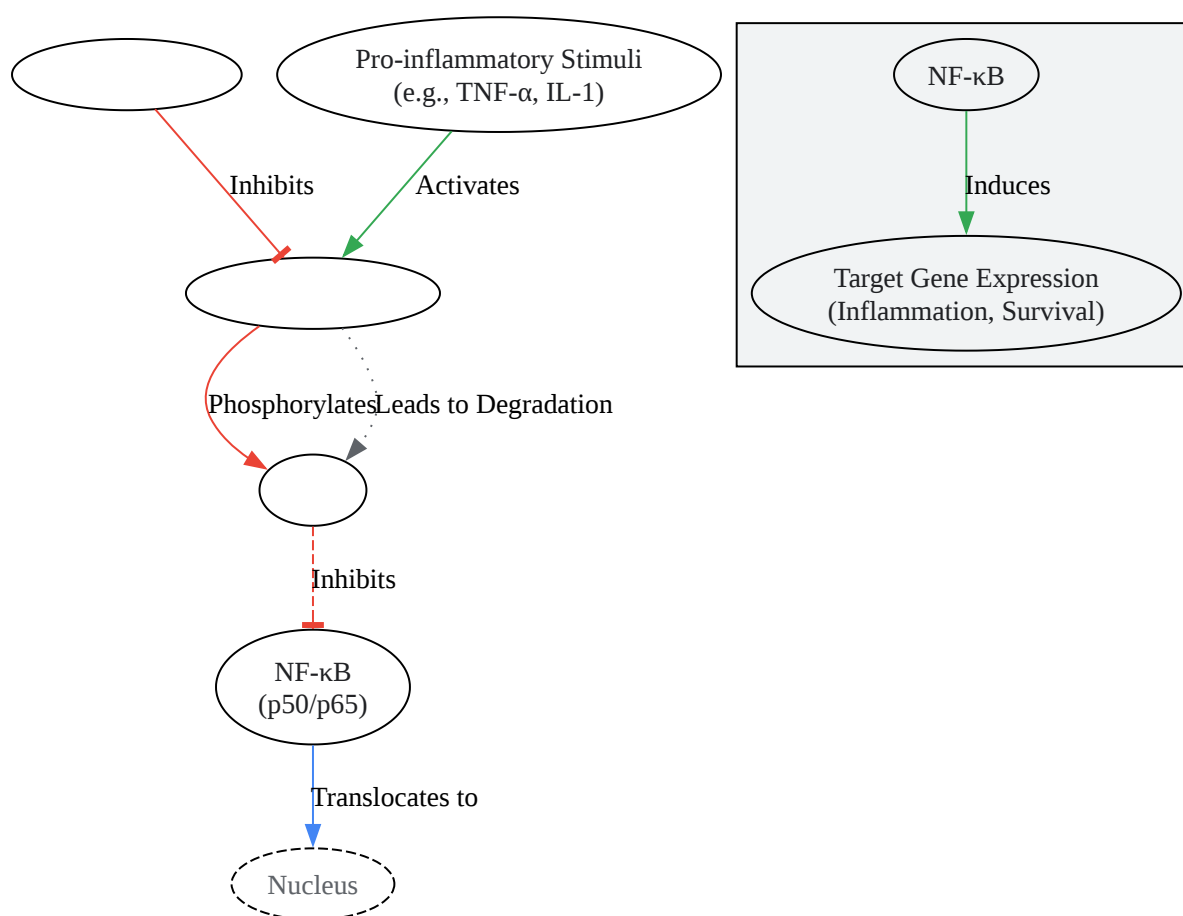 Pro-inflammatory Stimuli
(e.g., TNF-α, IL-1)
NF-κB
Inhibits
Activates
Induces
Target Gene Expression
(Inflammation, Survival)
Phosphorylates
Leads to Degradation
Inhibits
NF-κB
(p50/p65)
Translocates to
Nucleus